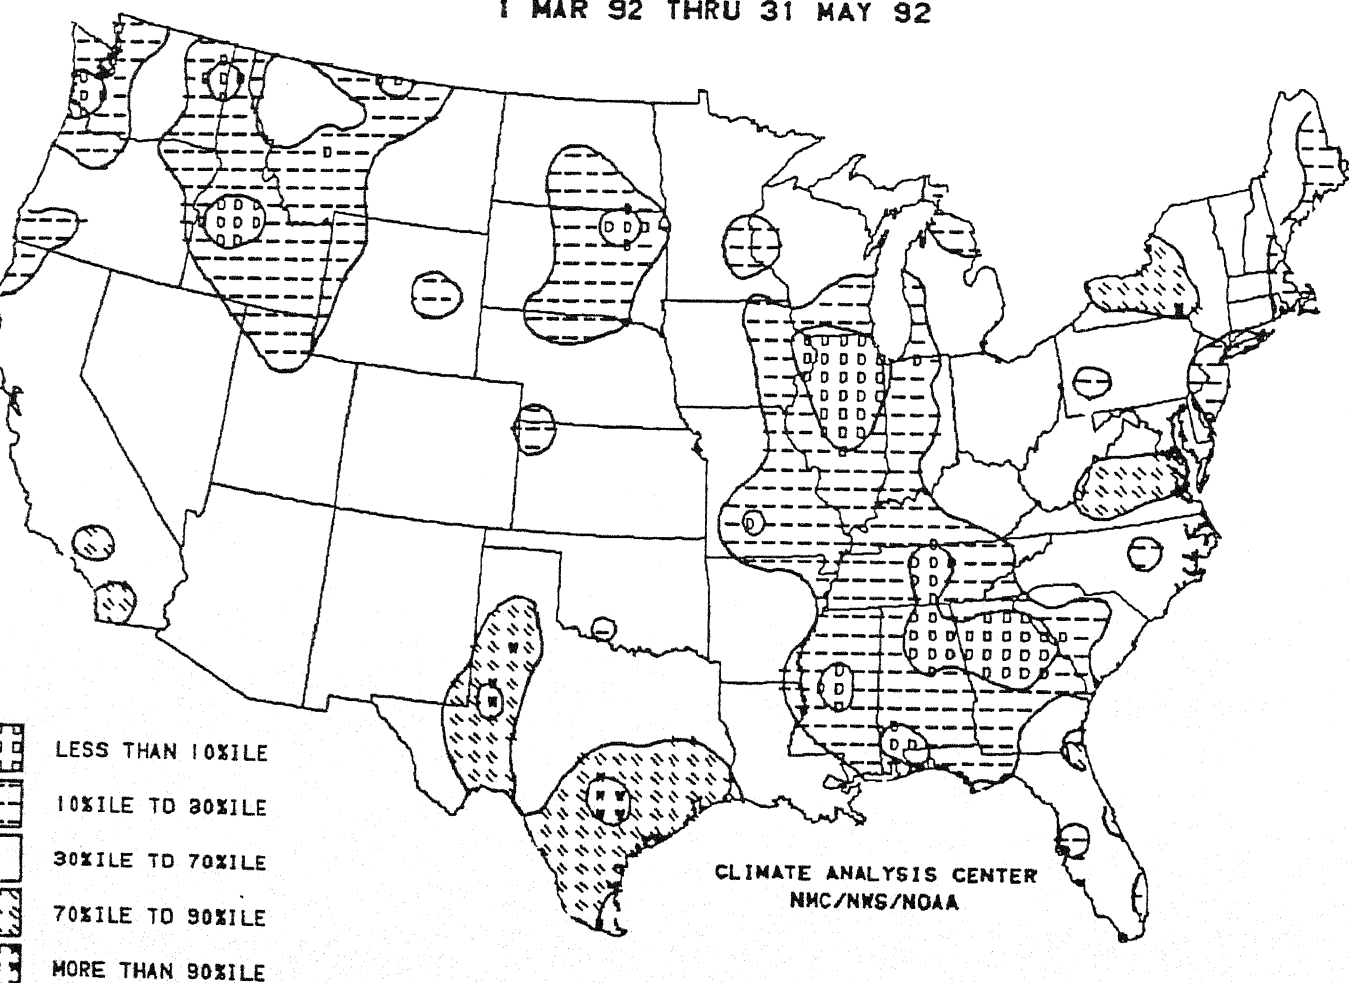 1 MAR 92 THRU 31 MAY 92
LESS THAN 10%ILE
10%ILE TO 30%ILE
30%ILE TO 70%ILE
70%ILE TO 90%ILE
MORE THAN 90%ILE
CLIMATE ANALYSIS CENTER
NMC/NWS/NOAA